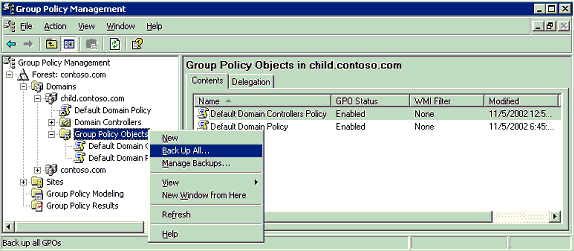 Group Policy Management
File Action View Window Help
Group Policy Management
Forest: contoso.com
Domains
child.contoso.com
Default Domain Policy
Domain Controllers
Group Policy Objects
Default Domain C
Default Domain P
contoso.com
Sites
Group Policy Modeling
Group Policy Results
New
Back Up All...
Manage Backups...
View
New Window from Here
Refresh
Help
Group Policy Objects in child.contoso.com
Contents Delegation
Name GPO Status WMI Filter Modified
Default Domain Controllers Policy Enabled None 11/5/2002 12:5...
Default Domain Policy Enabled None 11/5/2002 6:45:...
Back up all GPOs